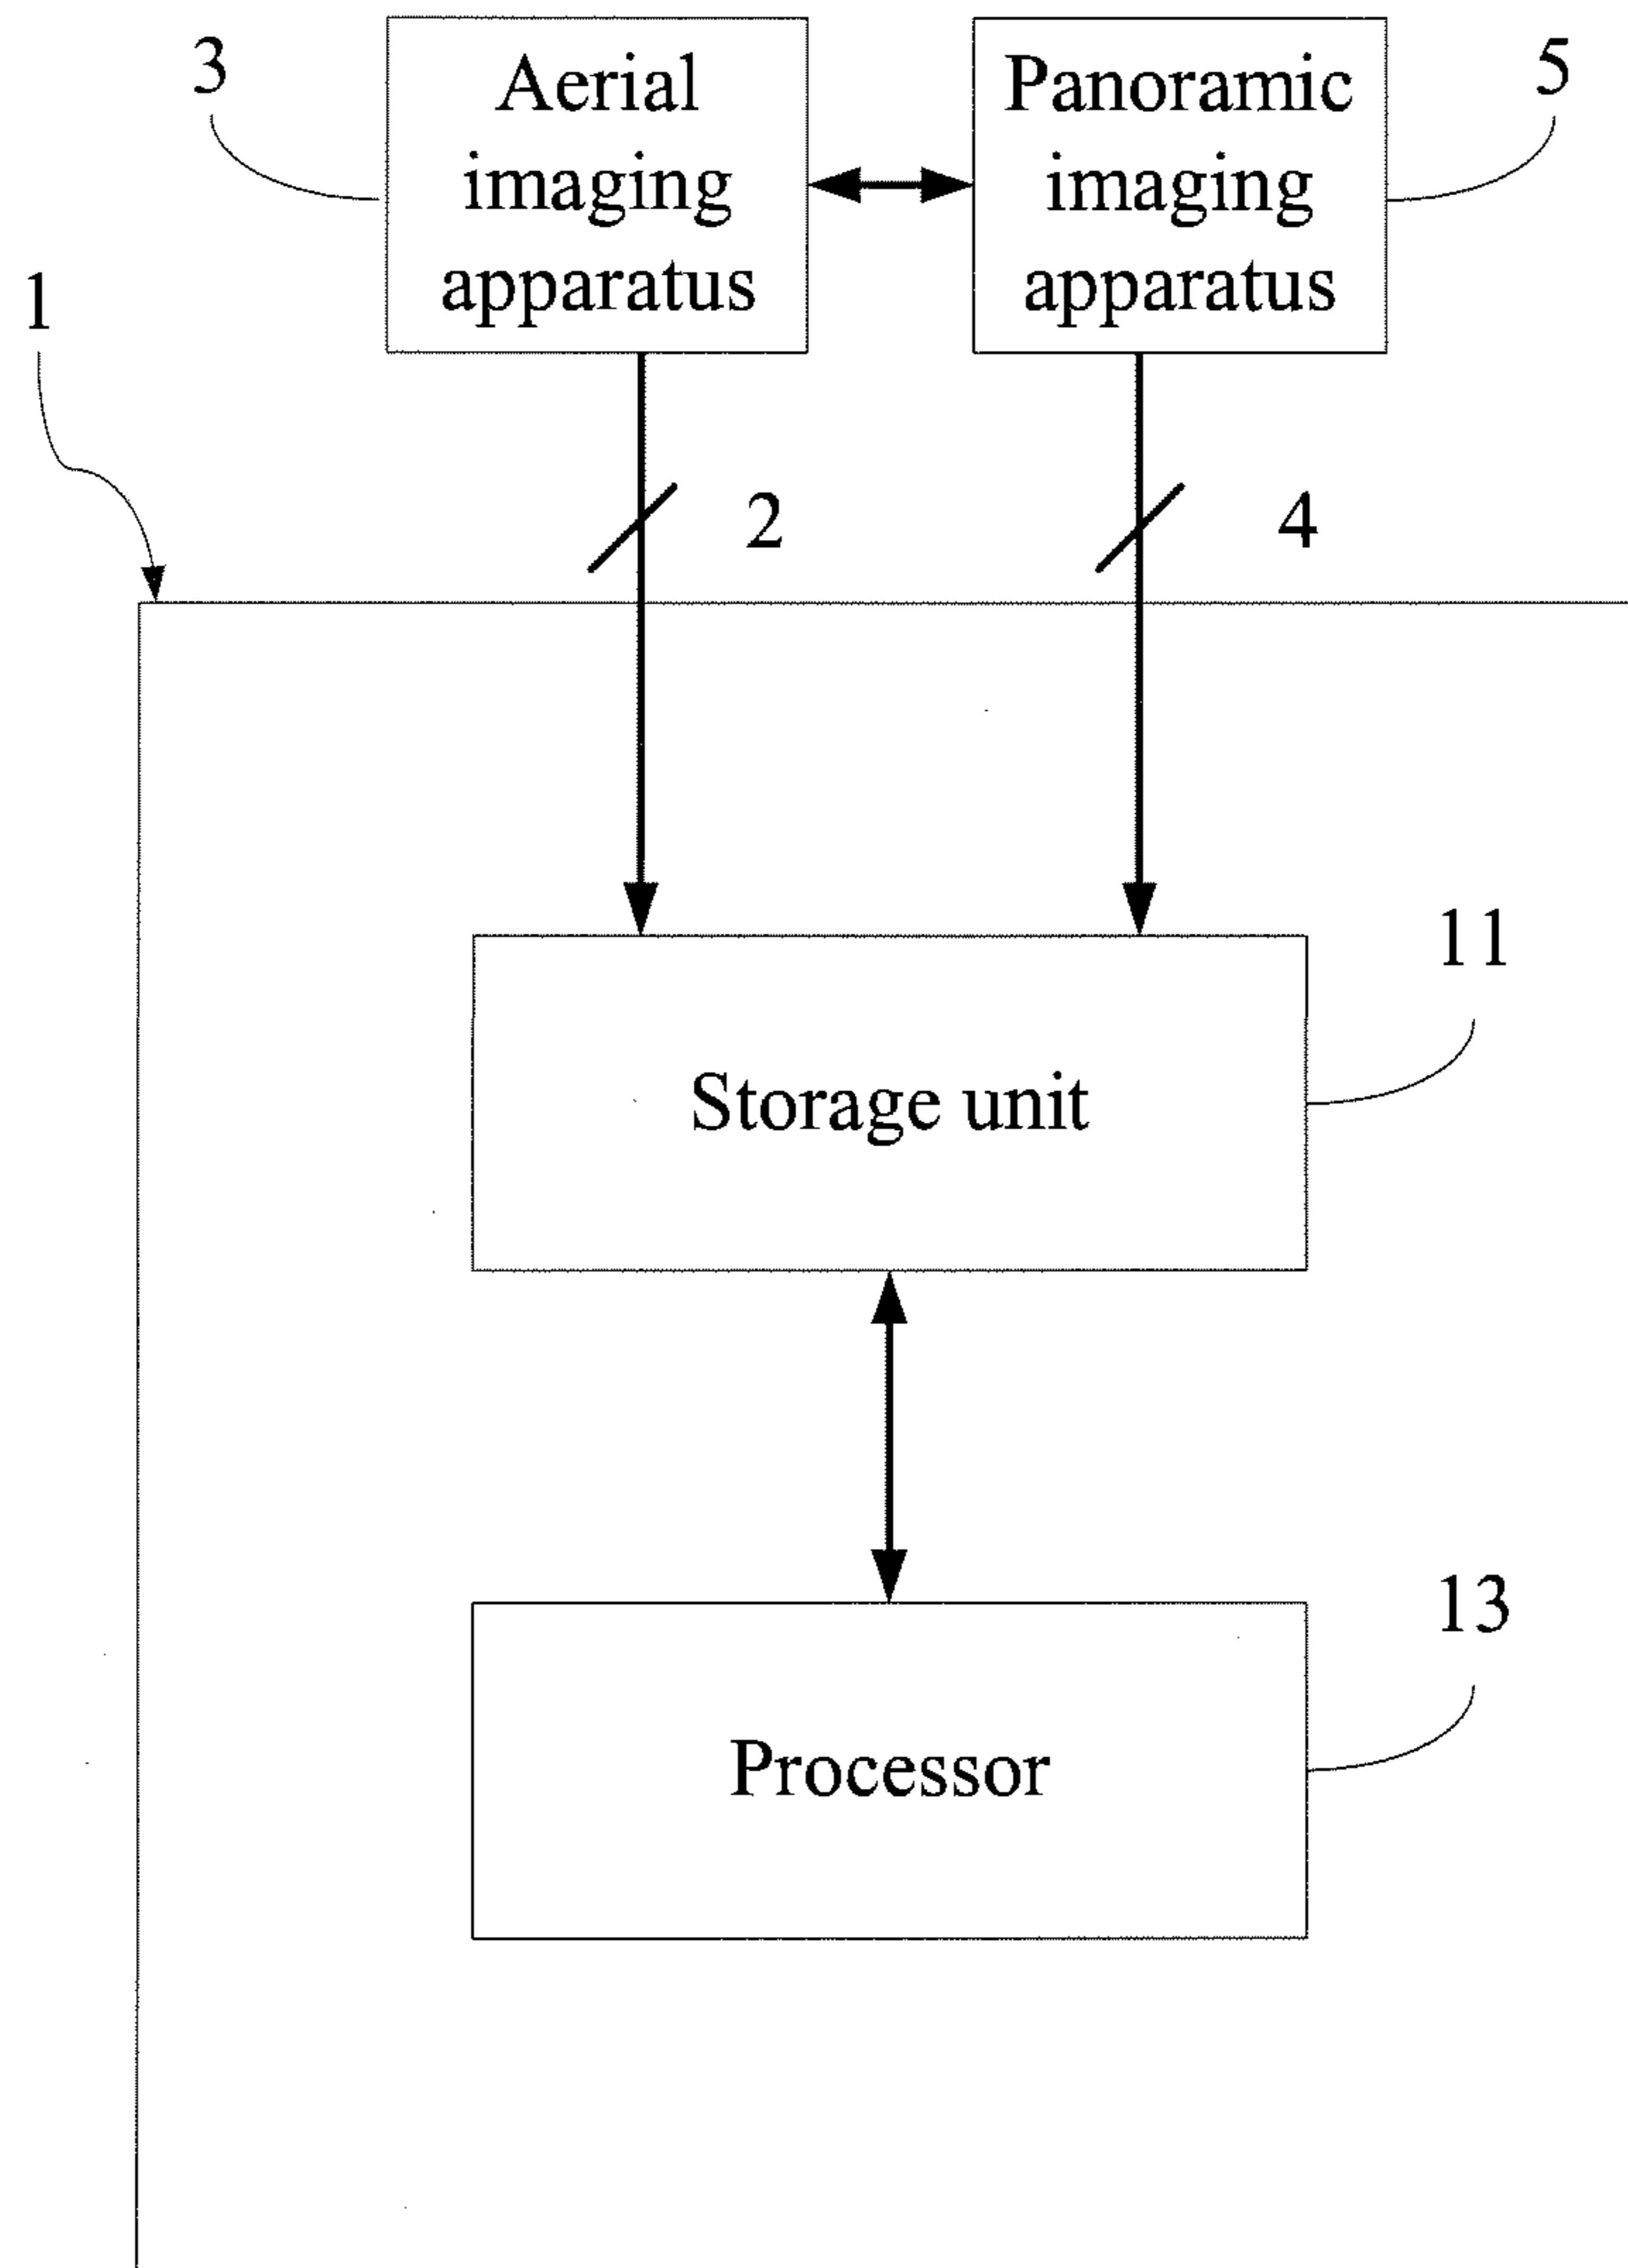 3
Aerial
imaging
apparatus
Panoramic
imaging
apparatus
5
1
2
4
11
Storage unit
13
Processor